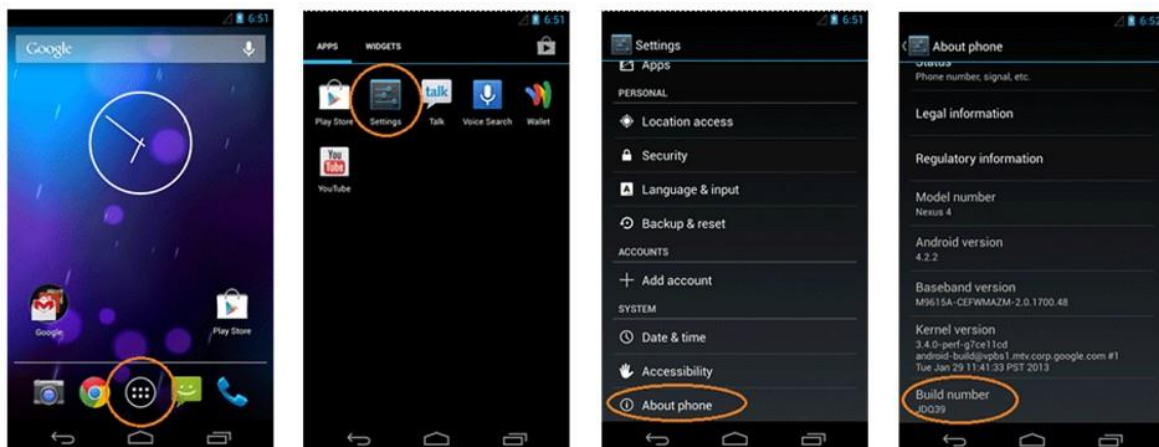 6:51
Google
Google
Play Store
6:51
APPS WIDGETS
talk
Play Store Settings Talk Voice Search Wallet
You
Tube
YouTube
6:51
Settings
Apps
PERSONAL
Location access
Security
A Language & input
Backup & reset
ACCOUNTS
Add account
SYSTEM
Date & time
Accessibility
About phone
6:52
About phone
Status
Phone number, signal, etc.
Legal information
Regulatory information
Model number
Nexus 4
Android version
4.2.2
Baseband version
M9615A-CEFWMAZM-2.0.1700.48
Kernel version
3.4.0-perf-g7ce11cd
android-build@vpbs1.mtv.corp.google.com #1
Tue Jan 29 11:41:33 PST 2013
Build number
JDQ39